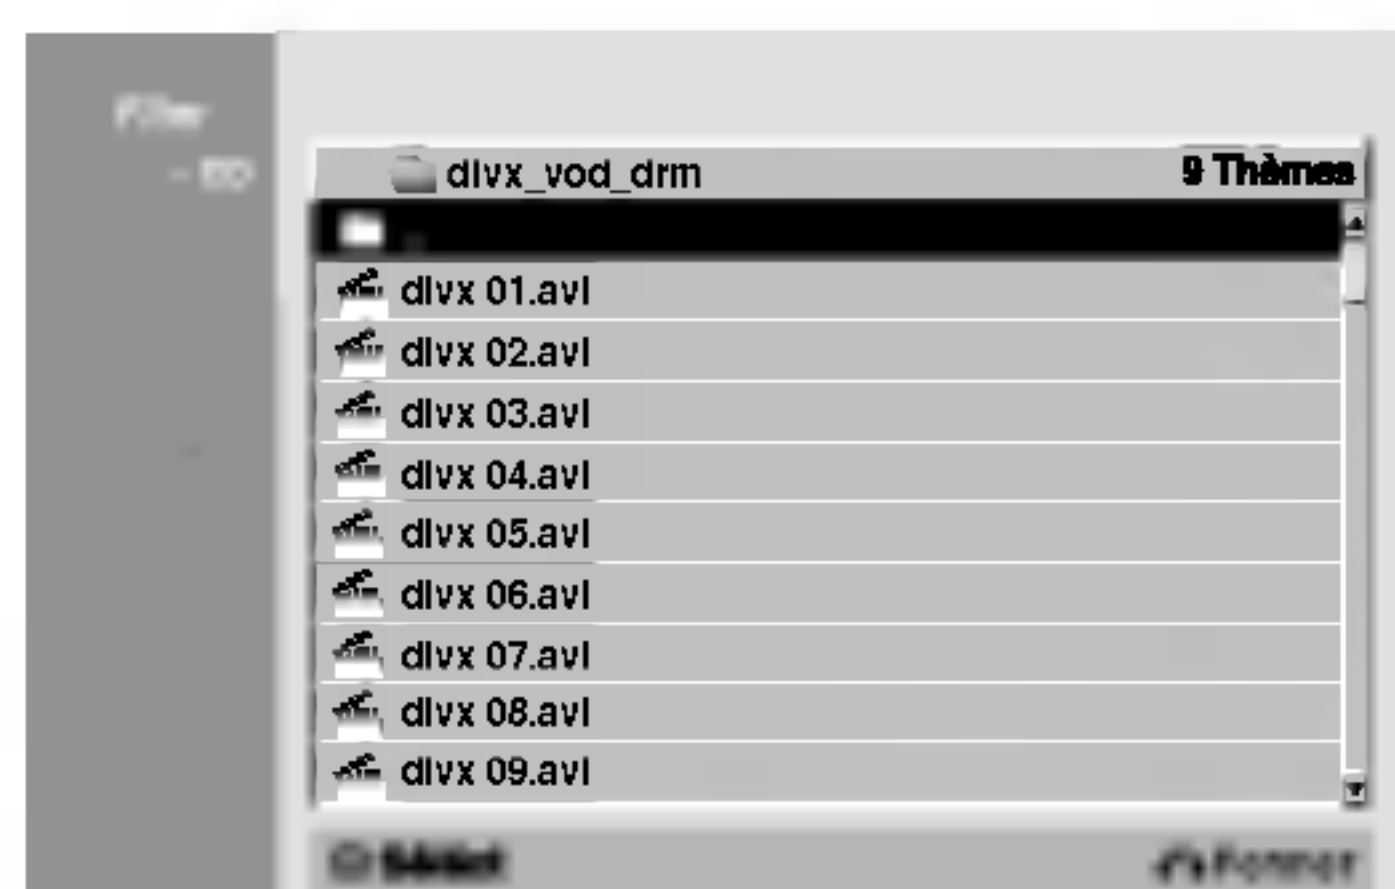 divx_vod_drm 9 Thèmes
divx 01.avi
divx 02.avi
divx 03.avi
divx 04.avi
divx 05.avi
divx 06.avi
divx 07.avi
divx 08.avi
divx 09.avi
Fermer